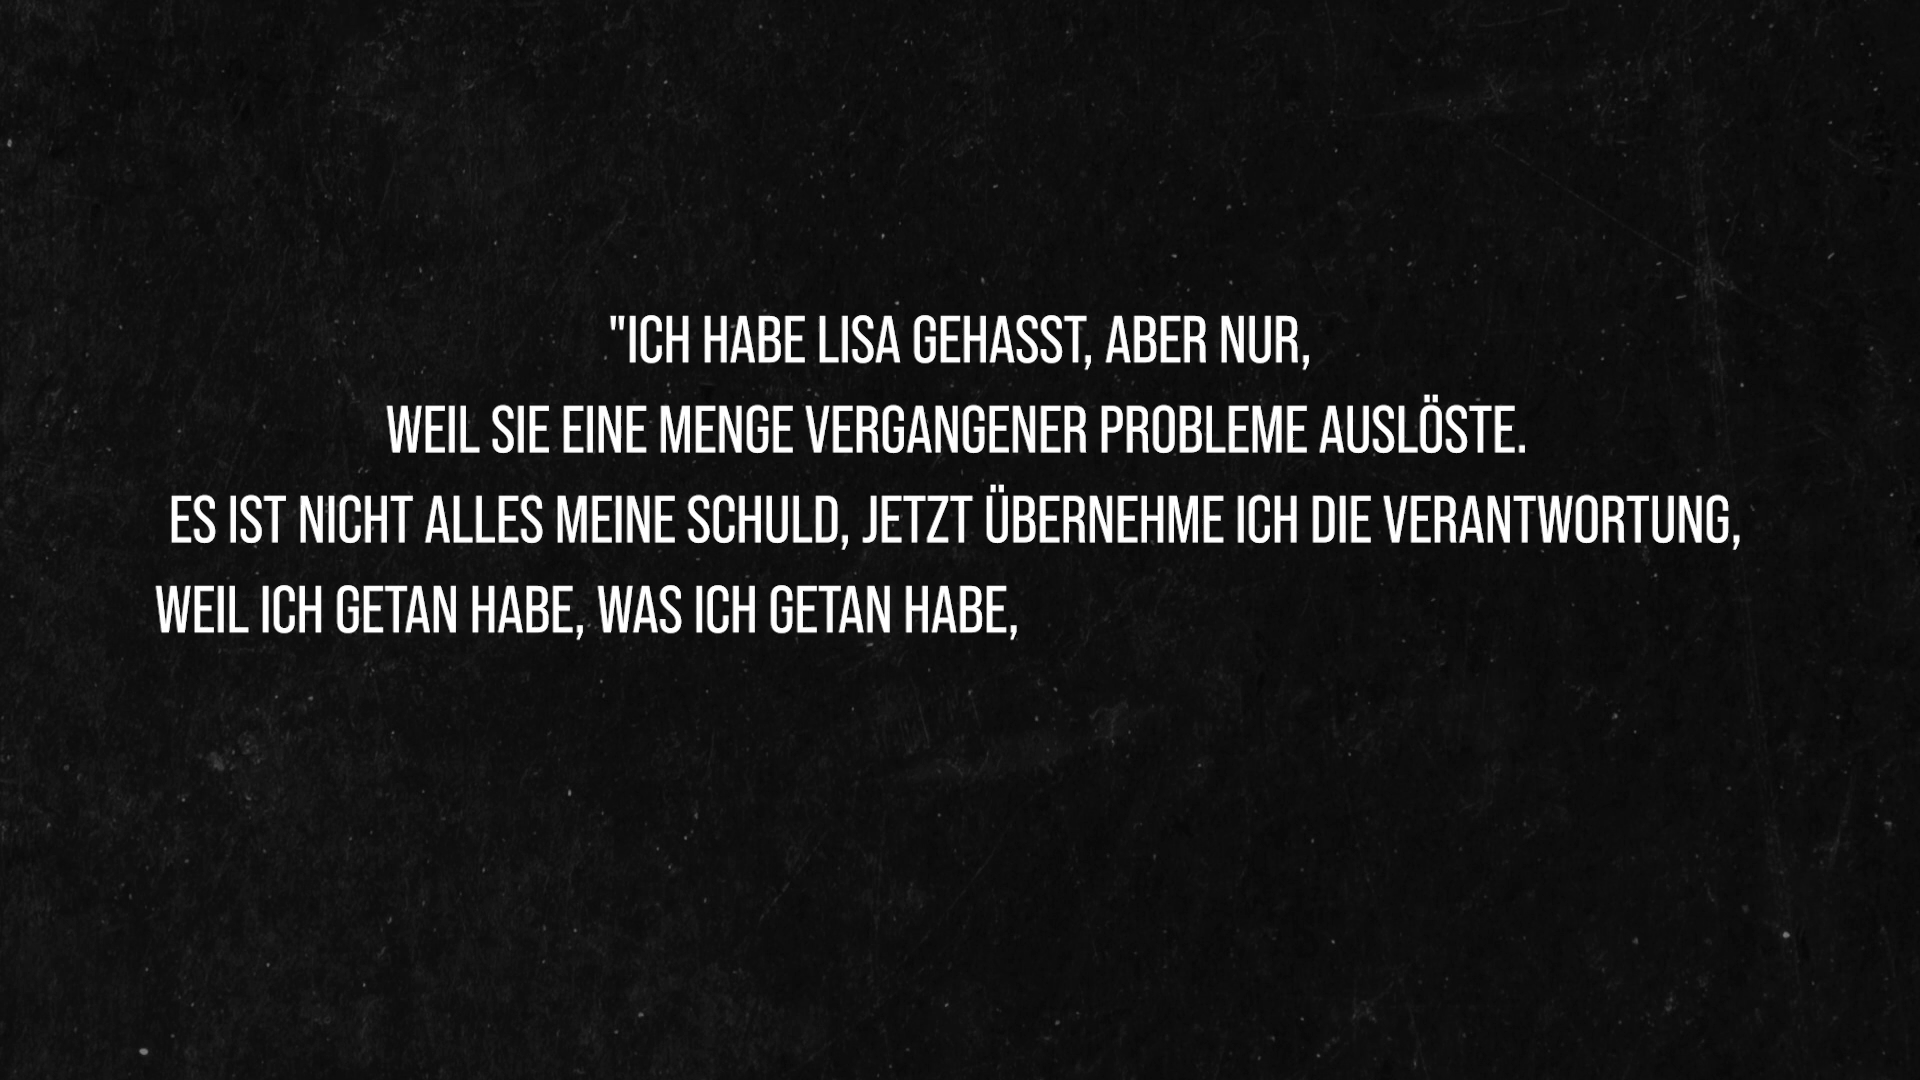 "ICH HABE LISA GEHASST, ABER NUR,
WEIL SIE EINE MENGE VERGANGENER PROBLEME AUSLÖSTE.
ES IST NICHT ALLES MEINE SCHULD, JETZT ÜBERNEHME ICH DIE VERANTWORTUNG,
WEIL ICH GETAN HABE, WAS ICH GETAN HABE,